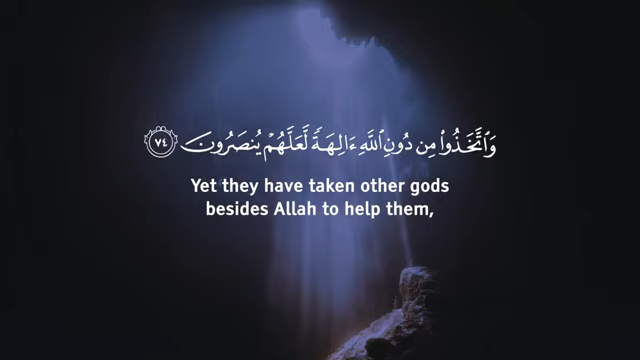 وَٱتَّخَذُوا۟ مِن دُونِ ٱللَّهِ ءَالِهَةً لَّعَلَّهُمْ يُنصَرُونَ ٧٤
Yet they have taken other gods
besides Allah to help them,